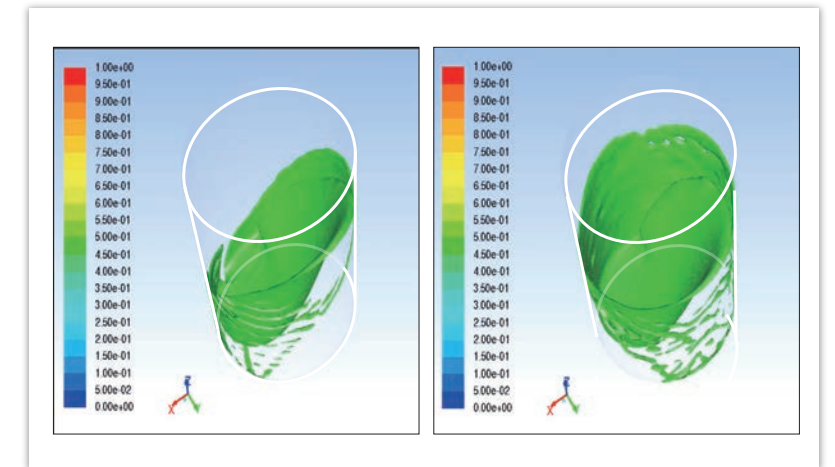 1.00e+00
9.50e-01
9.00e-01
8.50e-01
8.00e-01
7.50e-01
7.00e-01
6.50e-01
6.00e-01
5.50e-01
5.00e-01
4.50e-01
4.00e-01
3.50e-01
3.00e-01
2.50e-01
2.00e-01
1.50e-01
1.00e-01
5.00e-02
0.00e+00
Z
X
Y
1.00e+00
9.50e-01
9.00e-01
8.50e-01
8.00e-01
7.50e-01
7.00e-01
6.50e-01
6.00e-01
5.50e-01
5.00e-01
4.50e-01
4.00e-01
3.50e-01
3.00e-01
2.50e-01
2.00e-01
1.50e-01
1.00e-01
5.00e-02
0.00e+00
Z
X
Y